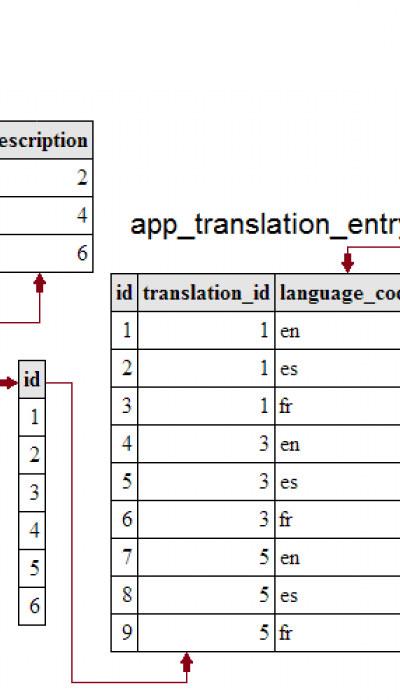 escription
2
4
6
app_translation_entry
id translation_id language_co
1 1 en
2 1 es
3 1 fr
4 3 en
5 3 es
6 3 fr
7 5 en
8 5 es
9 5 fr
id
1
2
3
4
5
6